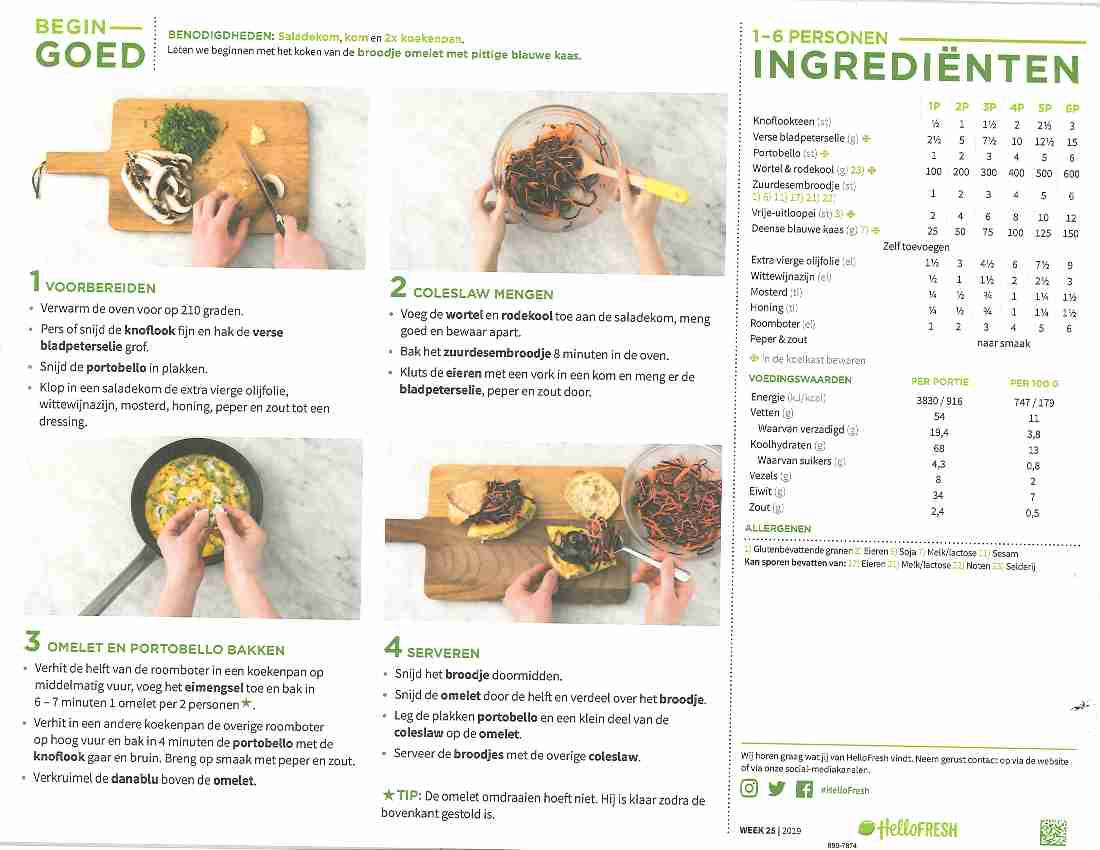 BEGIN
GOED
BENODIGDHEDEN: Saladekom, kom en 2x koekenpan.
Laten we beginnen met het koken van de broodje omelet met pittige blauwe kaas.
1 VOORBEREIDEN
• Verwarm de oven voor op 210 graden.
• Pers of snijd de knoflook fijn en hak de verse
bladpeterselie grof.
• Snijd de portobello in plakken.
• Klop in een saladekom de extra vierge olijfolie,
wittewijnazijn, mosterd, honing, peper en zout tot een
dressing.
2 COLESLAW MENGEN
• Voeg de wortel en rodekool toe aan de saladekom, meng
goed en bewaar apart.
• Bak het zuurdesembroodje 8 minuten in de oven.
• Kluts de eieren met een vork in een kom en meng er de
bladpeterselie, peper en zout door.
3 OMELET EN PORTOBELLO BAKKEN
• Verhit de helft van de roomboter in een koekenpan op
middelmatig vuur, voeg het eimengsel toe en bak in
6 – 7 minuten 1 omelet per 2 personen★.
• Verhit in een andere koekenpan de overige roomboter
op hoog vuur en bak in 4 minuten de portobello met de
knoflook gaar en bruin. Breng op smaak met peper en zout.
• Verkruimel de danablu boven de omelet.
4 SERVEREN
• Snijd het broodje doormidden.
• Snijd de omelet door de helft en verdeel over het broodje.
• Leg de plakken portobello en een klein deel van de
coleslaw op de omelet.
• Serveer de broodjes met de overige coleslaw.
★TIP: De omelet omdraaien hoeft niet. Hij is klaar zodra de
bovenkant gestold is.
1-6 PERSONEN
INGREDIËNTEN
1P 2P 3P 4P 5P 6P
Knoflookteen (st) ½ 1 1½ 2 2½ 3
Verse bladpeterselie (g) 2½ 5 7½ 10 12½ 15
Portobello (st) 1 2 3 4 5 6
Wortel & rodekool (g) 23) 100 200 300 400 500 600
Zuurdesembroodje (st)
1) 6) 11) 17) 21) 22) 1 2 3 4 5 6
Vrije-uitloopei (st) 3) 2 4 6 8 10 12
Deense blauwe kaas (g) 7) 25 50 75 100 125 150
Zelf toevoegen
Extra vierge olijfolie (el) 1½ 3 4½ 6 7½ 9
Wittewijnazijn (el) ½ 1 1½ 2 2½ 3
Mosterd (tl) ¼ ½ ¾ 1 1¼ 1½
Honing (tl) ¼ ½ ¾ 1 1¼ 1½
Roomboter (el) 1 2 3 4 5 6
Peper & zout naar smaak
In de koelkast bewaren
VOEDINGSWAARDEN PER PORTIE PER 100 G
Energie (kJ/kcal) 3830 / 916 747 / 179
Vetten (g) 54 11
Waarvan verzadigd (g) 19,4 3,8
Koolhydraten (g) 68 13
Waarvan suikers (g) 4,3 0,8
Vezels (g) 8 2
Eiwit (g) 34 7
Zout (g) 2,4 0,5
ALLERGENEN
1) Glutenbevattende granen 3) Eieren 6) Soja 7) Melk/lactose 11) Sesam
Kan sporen bevatten van: 17) Eieren 21) Melk/lactose 22) Noten 23) Selderij
Wij horen graag wat jij van HelloFresh vindt. Neem gerust contact op via de website
of via onze social-mediakanalen.
#HelloFresh
WEEK 25 | 2019
HelloFRESH
890-7874